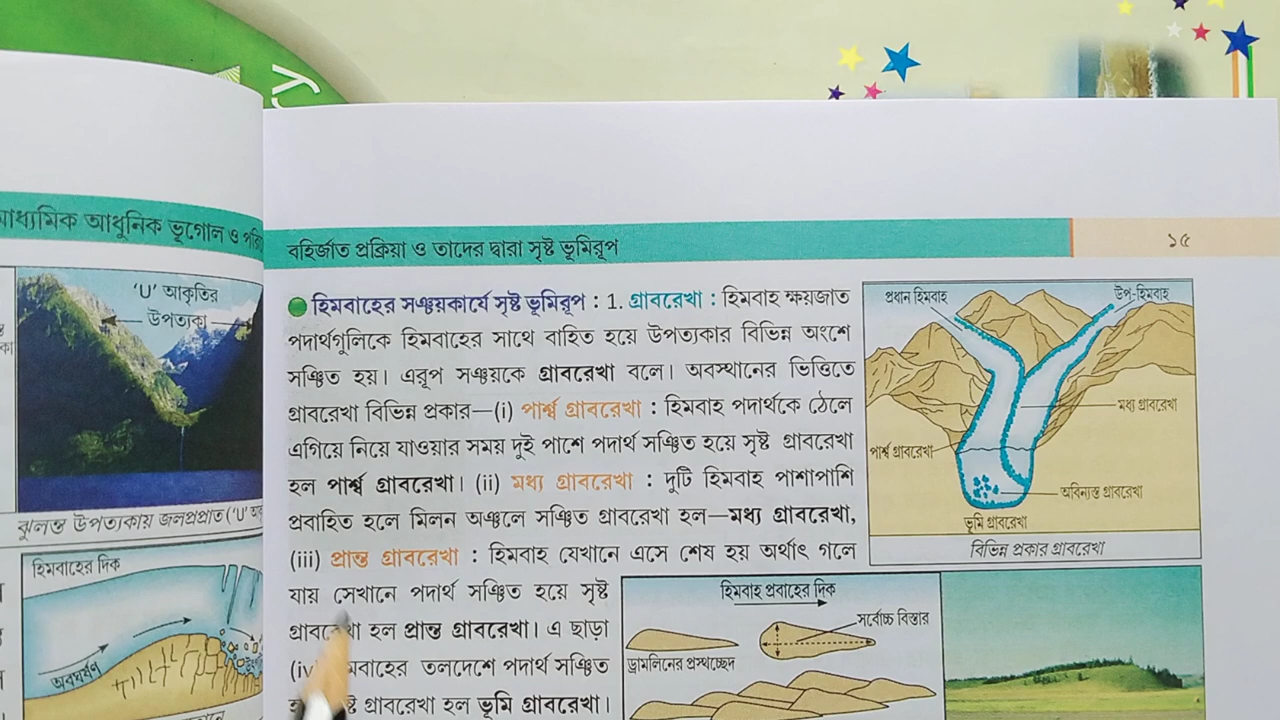 ry
মাধ্যমিক আধুনিক ভূগোল ও
'U' আকৃতির
উপত্যকা
ঝুলন্ত উপত্যকায় জলপ্রপাত ('U'
হিমবাহের দিক
অবঘর্ষণ
বহির্জাত প্রক্রিয়া ও তাদের দ্বারা সৃষ্ট ভূমিরূপ
১৫
হিমবাহের সঞ্চয়কার্যে সৃষ্ট ভূমিরূপ : 1. গ্রাবরেখা : হিমবাহ ক্ষয়জাত
পদার্থগুলিকে হিমবাহের সাথে বাহিত হয়ে উপত্যকার বিভিন্ন অংশে
সঞ্চিত হয়। এরূপ সঞ্চয়কে গ্রাবরেখা বলে। অবস্থানের ভিত্তিতে
গ্রাবরেখা বিভিন্ন প্রকার—(i) পার্শ্ব গ্রাবরেখা : হিমবাহ পদার্থকে ঠেলে
এগিয়ে নিয়ে যাওয়ার সময় দুই পাশে পদার্থ সঞ্চিত হয়ে সৃষ্ট গ্রাবরেখা
হল পার্শ্ব গ্রাবরেখা। (ii) মধ্য গ্রাবরেখা : দুটি হিমবাহ পাশাপাশি
প্রবাহিত হলে মিলন অঞ্চলে সঞ্চিত গ্রাবরেখা হল—মধ্য গ্রাবরেখা,
(iii) প্রান্ত গ্রাবরেখা : হিমবাহ যেখানে এসে শেষ হয় অর্থাৎ গলে
যায় সেখানে পদার্থ সঞ্চিত হয়ে সৃষ্ট
গ্রাবরেখা হল প্রান্ত গ্রাবরেখা। এ ছাড়া
তলদেশে পদার্থ সঞ্চিত
গ্রাবরেখা হল ভূমি গ্রাবরেখা।
প্রধান হিমবাহ
উপ-হিমবাহ
মধ্য গ্রাবরেখা
পার্শ্ব গ্রাবরেখা
অবিন্যস্ত গ্রাবরেখা
ভূমি গ্রাবরেখা
বিভিন্ন প্রকার গ্রাবরেখা
হিমবাহ প্রবাহের দিক
সর্বোচ্চ বিস্তার
ড্রামলিনের প্রস্থচ্ছেদ